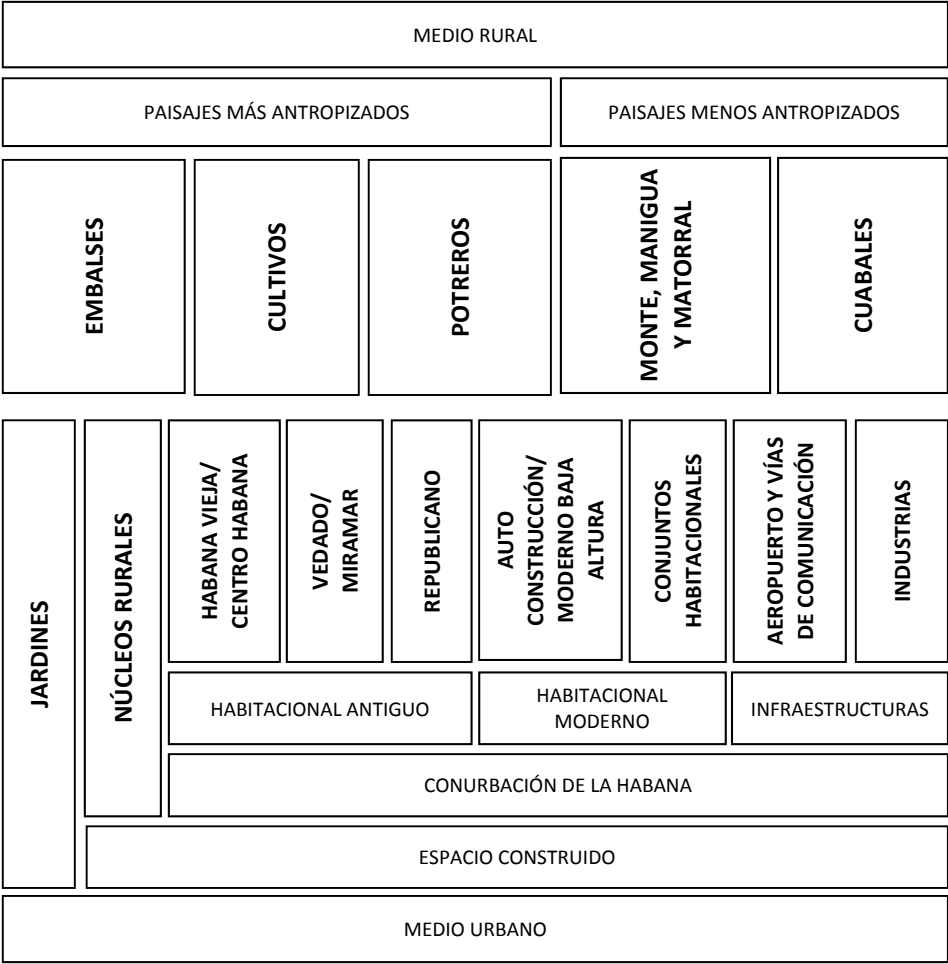 MEDIO RURAL
PAISAJES MÁS ANTROPIZADOS
PAISAJES MENOS ANTROPIZADOS
EMBALSES
CULTIVOS
POTREROS
MONTE, MANIGUA
Y MATORRAL
CUABALES
JARDINES
NÚCLEOS RURALES
HABANA VIEJA/
CENTRO HABANA
VEDADO/
MIRAMAR
REPUBLICANO
AUTO
CONSTRUCCIÓN/
MODERNO BAJA
ALTURA
CONJUNTOS
HABITACIONALES
AEROPUERTO Y VÍAS
DE COMUNICACIÓN
INDUSTRIAS
HABITACIONAL ANTIGUO
HABITACIONAL
MODERNO
INFRAESTRUCTURAS
CONURBACIÓN DE LA HABANA
ESPACIO CONSTRUIDO
MEDIO URBANO